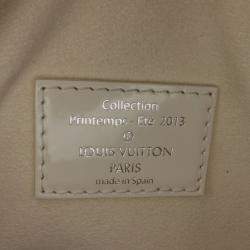 Collection
Printemps - Eté 2013
©
LOUIS VUITTON
PARIS
made in Spain